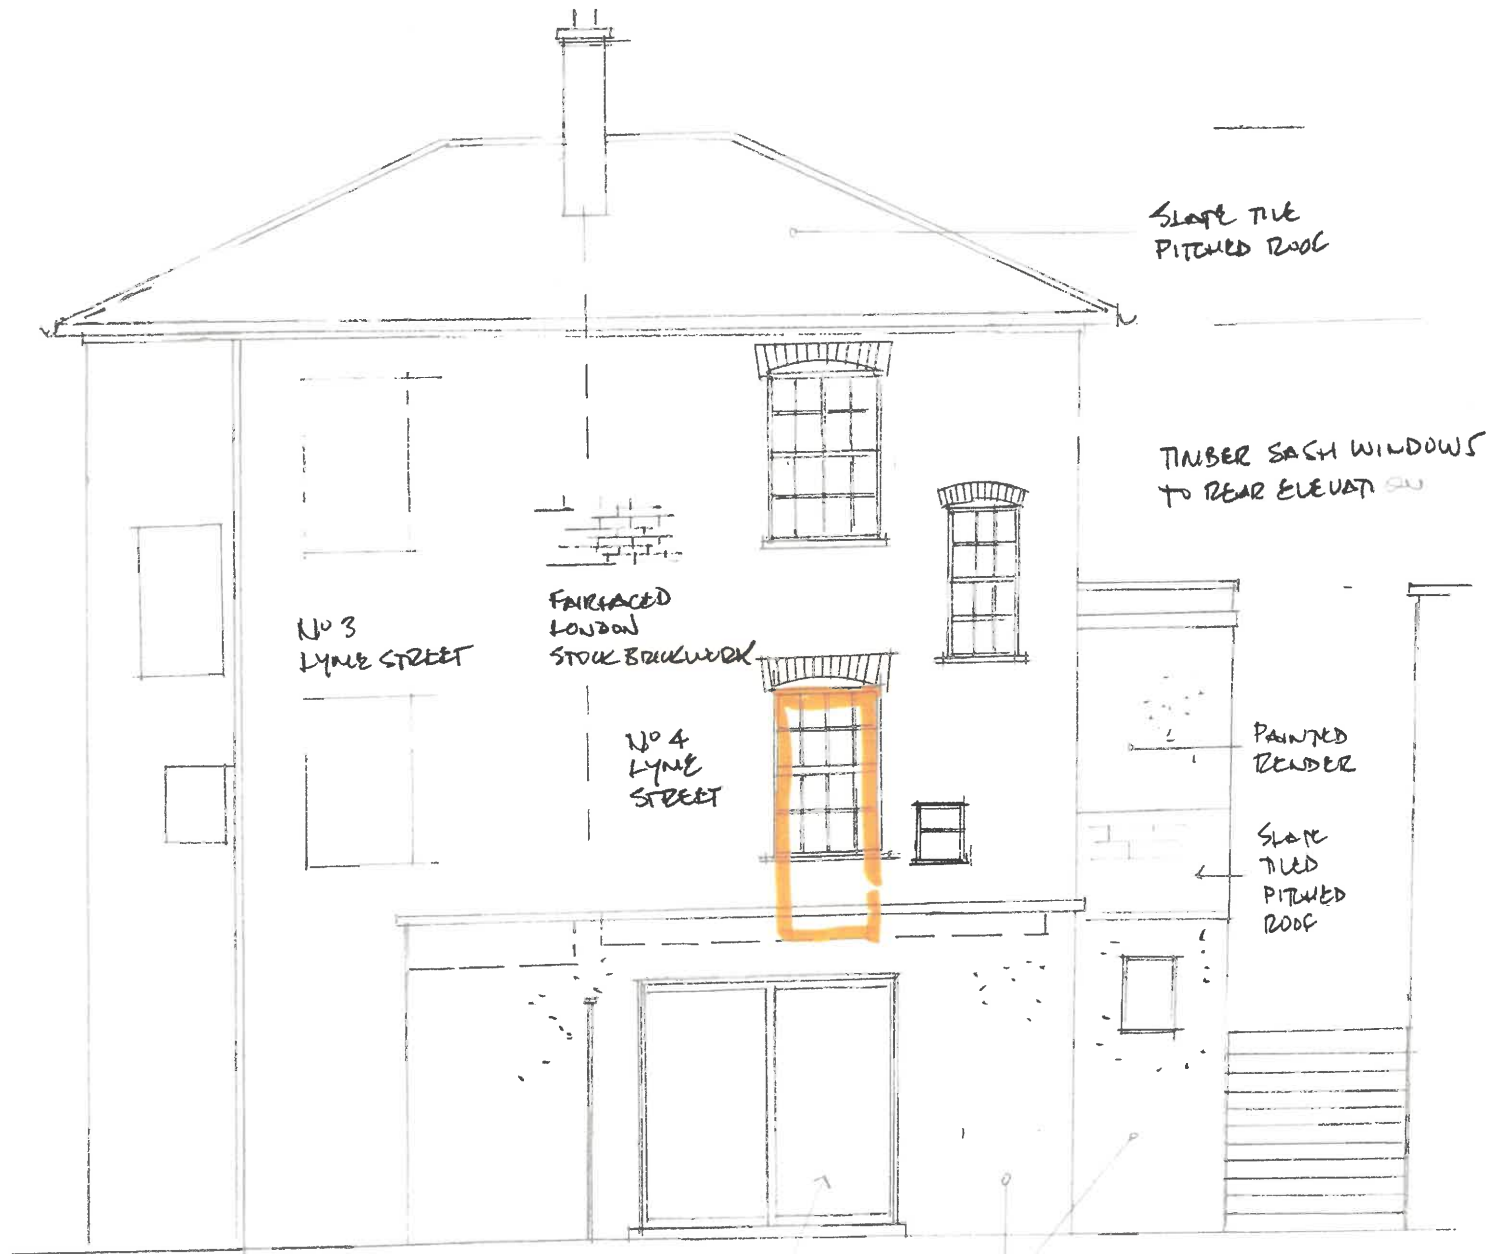 SLATE TILE
PITCHED ROOF
TIMBER SASH WINDOWS
TO REAR ELEVATION
FAIRFACED
LONDON
STOCK BRICKWORK
Nº 3
LYME STREET
Nº 4
LYME
STREET
PAINTED
RENDER
SLATE
TILED
PITCHED
ROOF